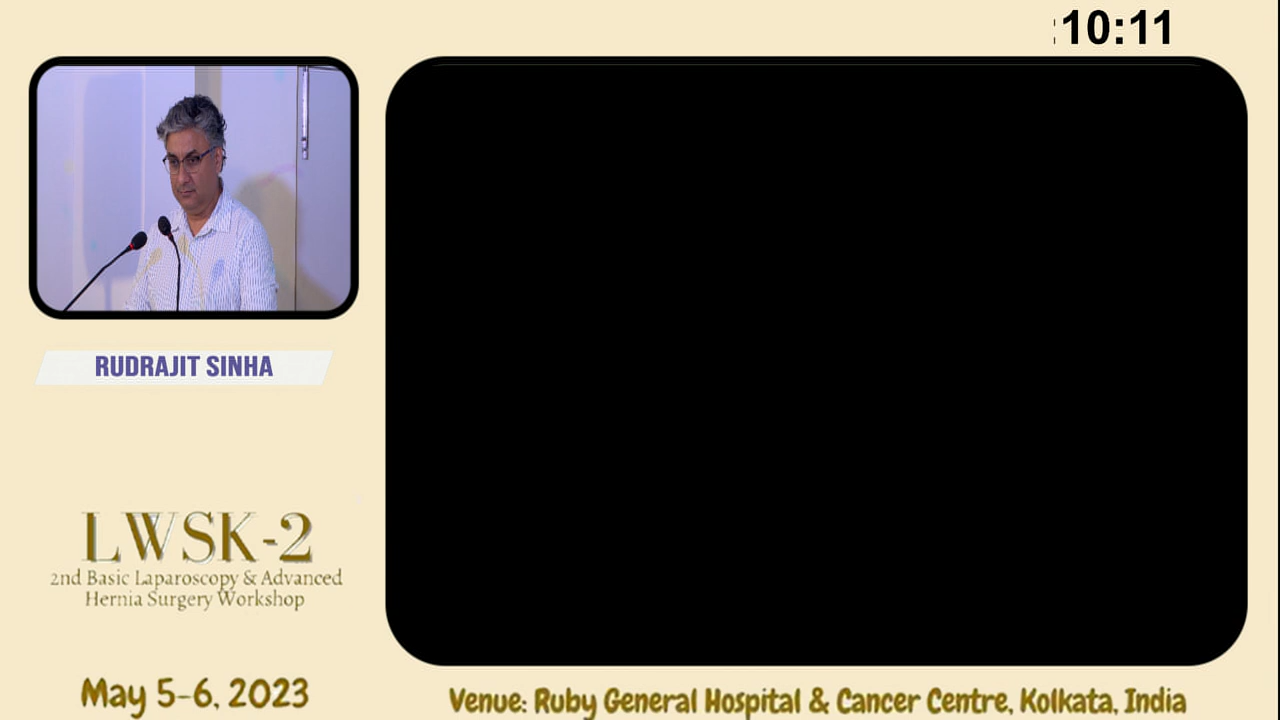 :10:11
RUDRAJIT SINHA
LWSK-2
2nd Basic Laparoscopy & Advanced
Hernia Surgery Workshop
May 5-6, 2023
Venue: Ruby General Hospital & Cancer Centre, Kolkata, India